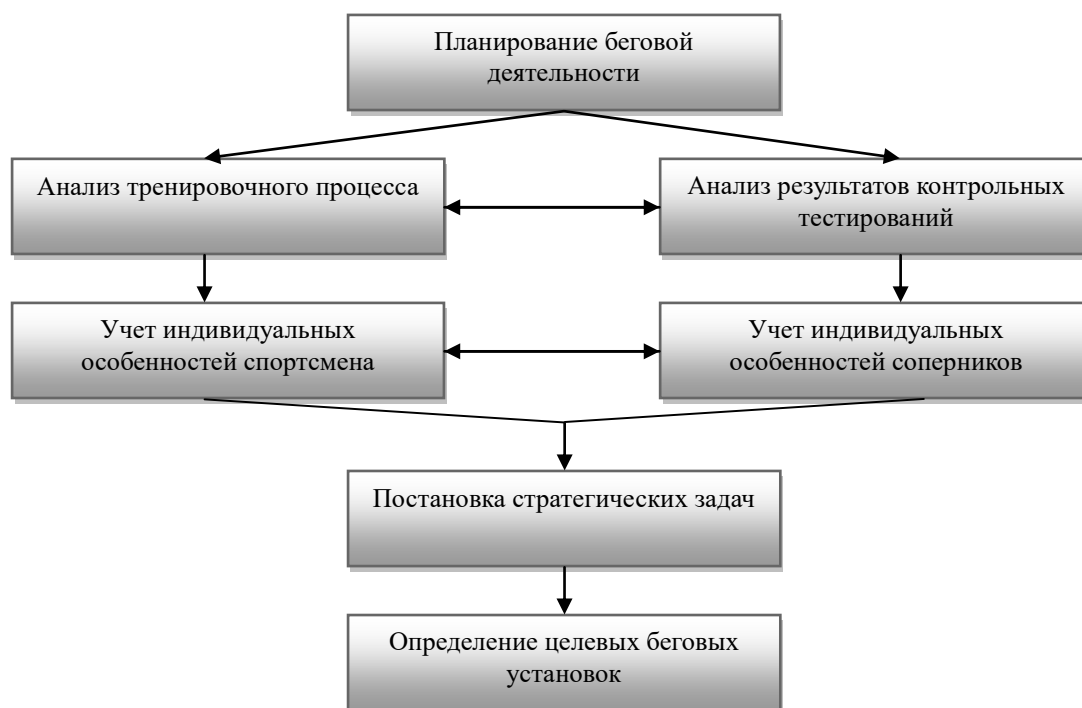 Планирование беговой
деятельности
Анализ тренировочного процесса
Анализ результатов контрольных
тестирований
Учет индивидуальных
особенностей спортсмена
Учет индивидуальных
особенностей соперников
Постановка стратегических задач
Определение целевых беговых
установок